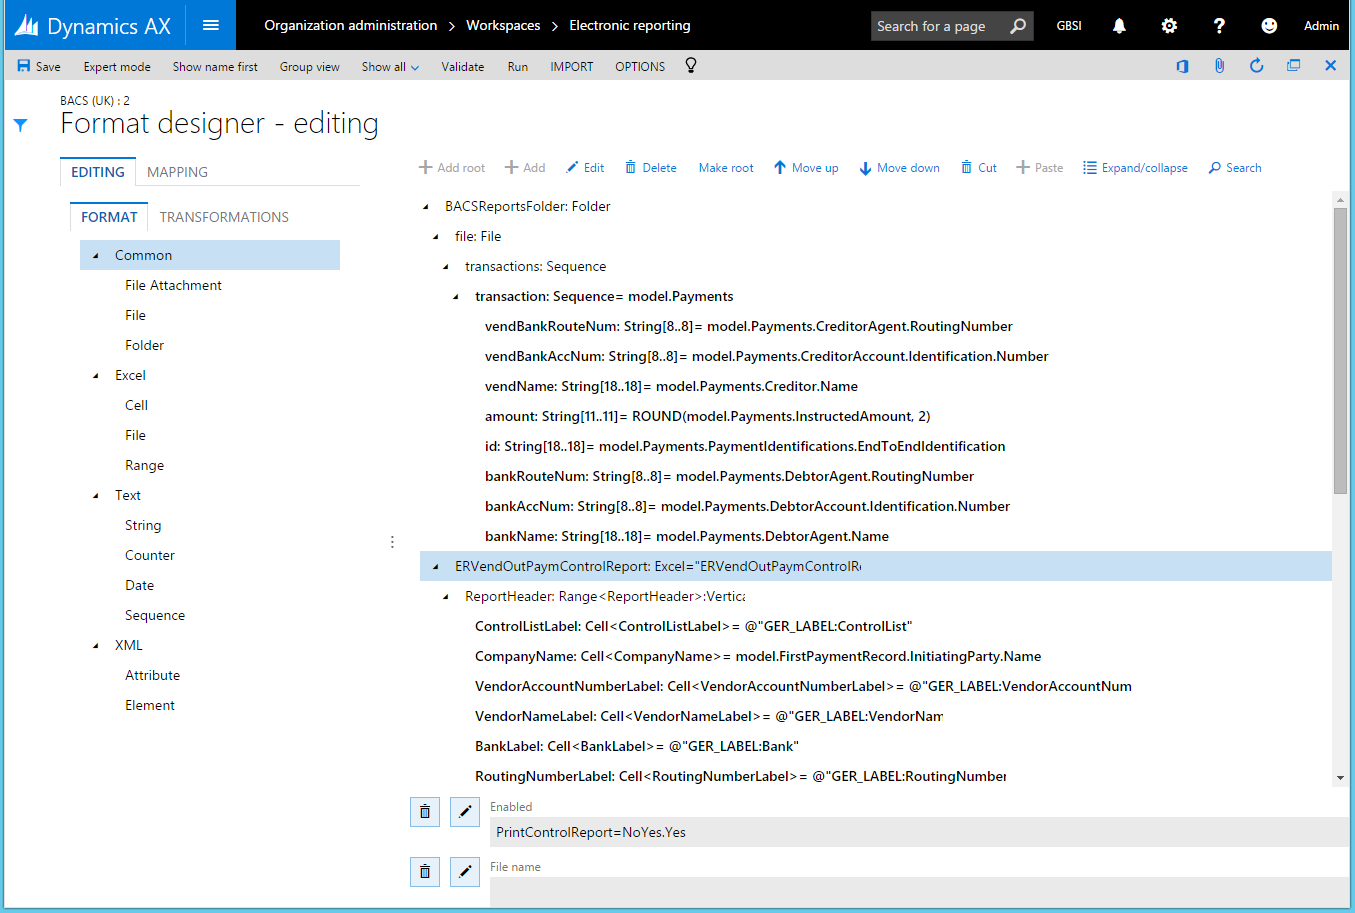 Dynamics AX
Organization administration > Workspaces > Electronic reporting
Search for a page
GBSI
?
Admin
Save Expert mode Show name first Group view Show all Validate Run IMPORT OPTIONS
BACS (UK) : 2
Format designer - editing
EDITING MAPPING
FORMAT TRANSFORMATIONS
Common
File Attachment
File
Folder
Excel
Cell
File
Range
Text
String
Counter
Date
Sequence
XML
Attribute
Element
Add root Add Edit Delete Make root Move up Move down Cut Paste Expand/collapse Search
BACSReportsFolder: Folder
file: File
transactions: Sequence
transaction: Sequence= model.Payments
vendBankRouteNum: String[8..8]= model.Payments.CreditorAgent.RoutingNumber
vendBankAccNum: String[8..8]= model.Payments.CreditorAccount.Identification.Number
vendName: String[18..18]= model.Payments.Creditor.Name
amount: String[11..11]= ROUND(model.Payments.InstructedAmount, 2)
id: String[18..18]= model.Payments.PaymentIdentifications.EndToEndIdentification
bankRouteNum: String[8..8]= model.Payments.DebtorAgent.RoutingNumber
bankAccNum: String[8..8]= model.Payments.DebtorAccount.Identification.Number
bankName: String[18..18]= model.Payments.DebtorAgent.Name
ERVendOutPaymControlReport: Excel="ERVendOutPaymControlRe
ReportHeader: Range<ReportHeader>:Vertica
ControlListLabel: Cell<ControlListLabel>= @"GER_LABEL:ControlList"
CompanyName: Cell<CompanyName>= model.FirstPaymentRecord.InitiatingParty.Name
VendorAccountNumberLabel: Cell<VendorAccountNumberLabel>= @"GER_LABEL:VendorAccountNum
VendorNameLabel: Cell<VendorNameLabel>= @"GER_LABEL:VendorNam
BankLabel: Cell<BankLabel>= @"GER_LABEL:Bank"
RoutingNumberLabel: Cell<RoutingNumberLabel>= @"GER_LABEL:RoutingNumber
Enabled
PrintControlReport=NoYes.Yes
File name